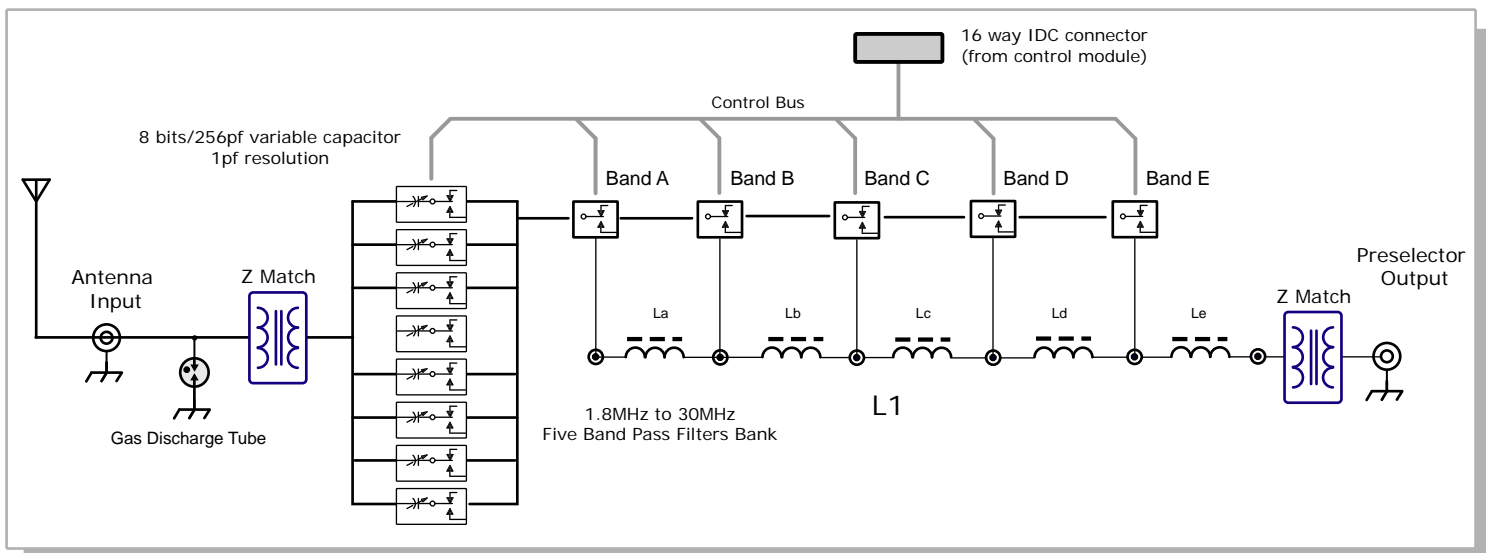 16 way IDC connector
(from control module)
Control Bus
8 bits/256pf variable capacitor
1pf resolution
Band A
Band B
Band C
Band D
Band E
Antenna
Input
Z Match
Preselector
Output
Z Match
La
Lb
Lc
Ld
Le
L1
1.8MHz to 30MHz
Five Band Pass Filters Bank
Gas Discharge Tube